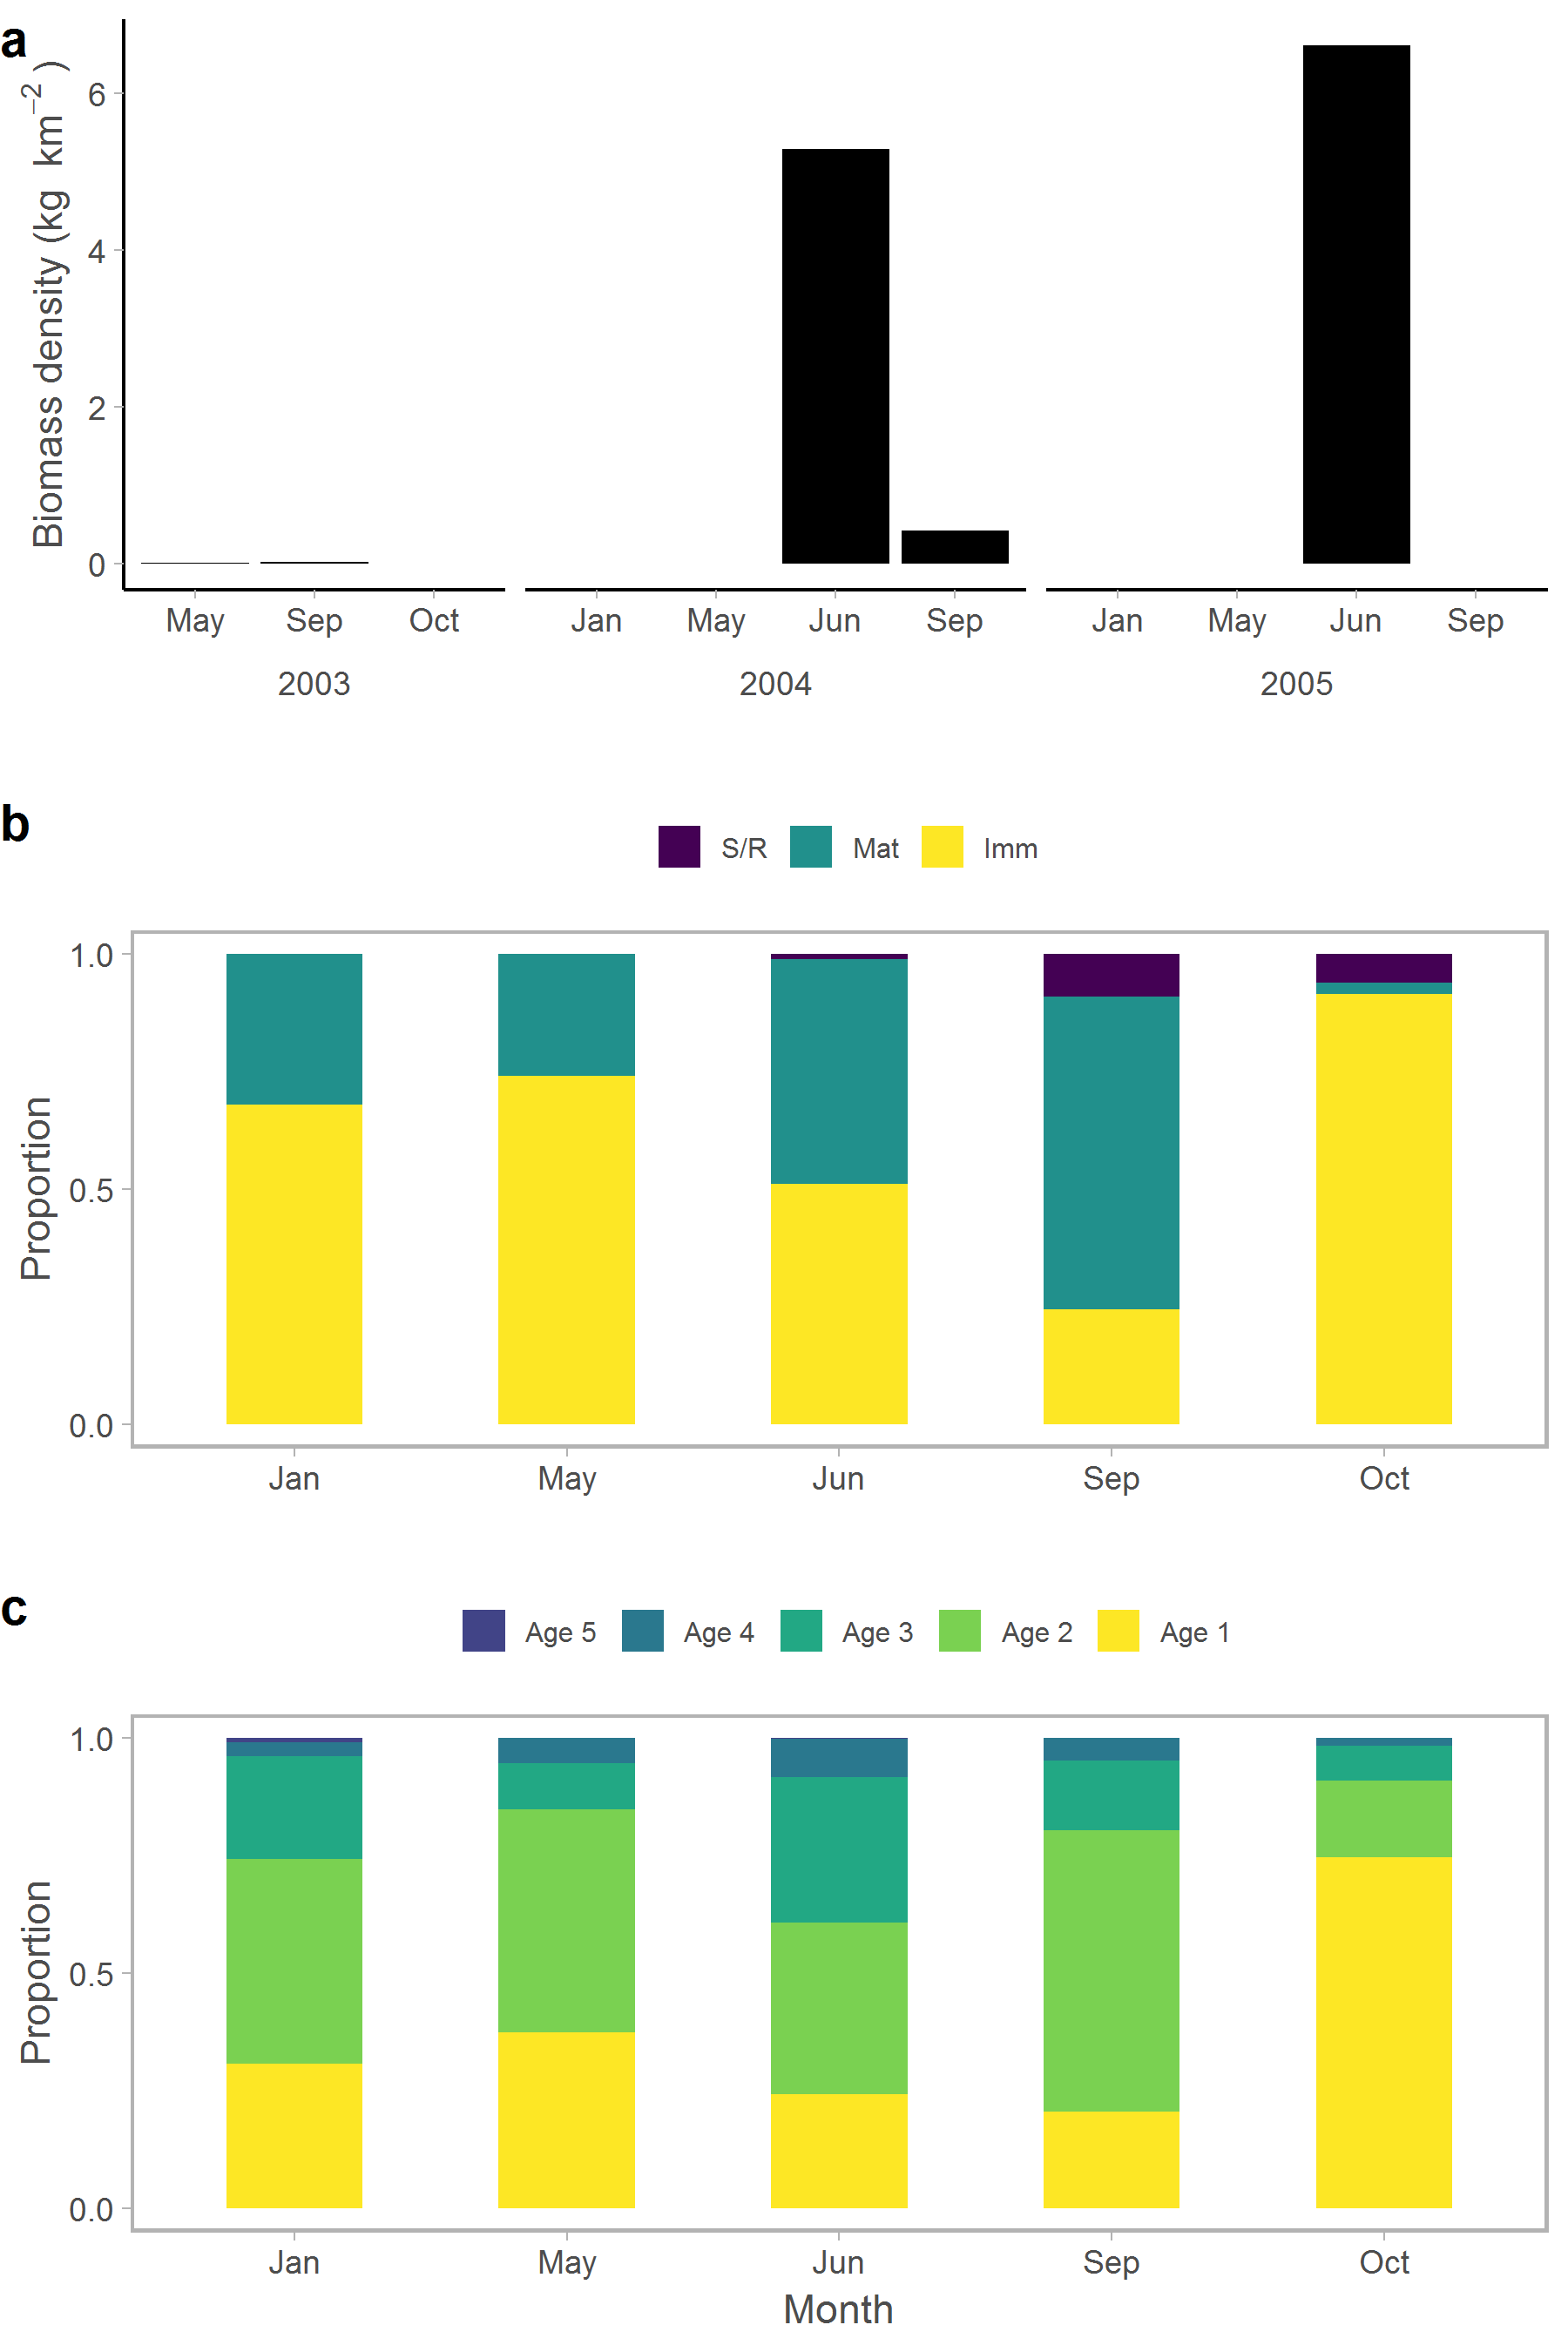 a
Biomass density (kg km−2)
6
4
2
0
May Sep Oct Jan May Jun Sep Jan May Jun Sep
2003 2004 2005
b
S/R Mat Imm
Proportion
1.0
0.5
0.0
Jan May Jun Sep Oct
c
Age 5 Age 4 Age 3 Age 2 Age 1
Proportion
1.0
0.5
0.0
Jan May Jun Sep Oct
Month